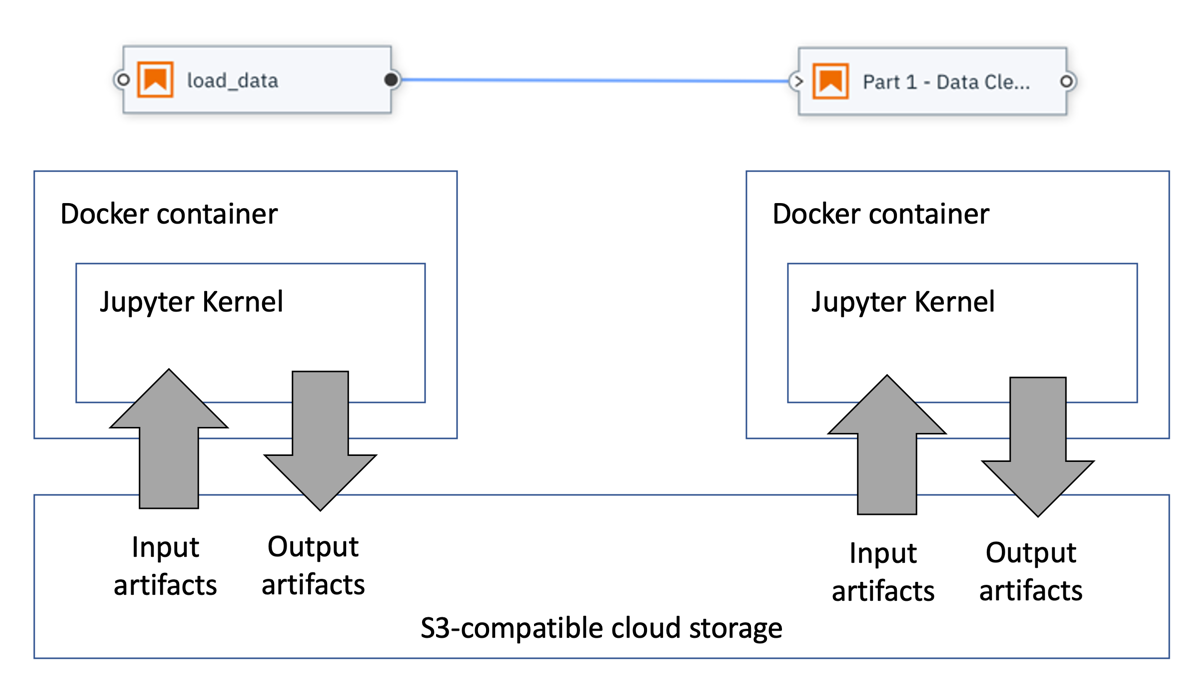 load_data
Part 1 - Data Cle...
Docker container
Docker container
Jupyter Kernel
Jupyter Kernel
Input
artifacts
Output
artifacts
Input
artifacts
Output
artifacts
S3-compatible cloud storage